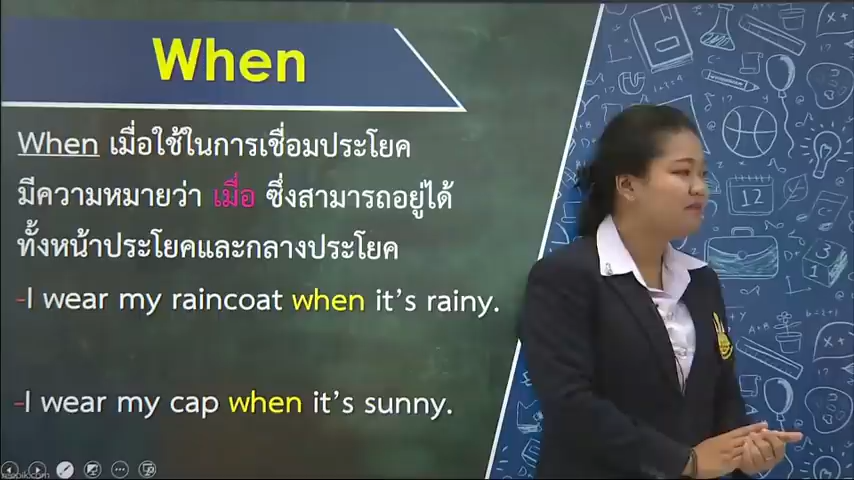 When
When เมื่อใช้ในการเชื่อมประโยค
มีความหมายว่า เมื่อ ซึ่งสามารถอยู่ได้
ทั้งหน้าประโยคและกลางประโยค
-I wear my raincoat when it's rainy.
-I wear my cap when it's sunny.
12